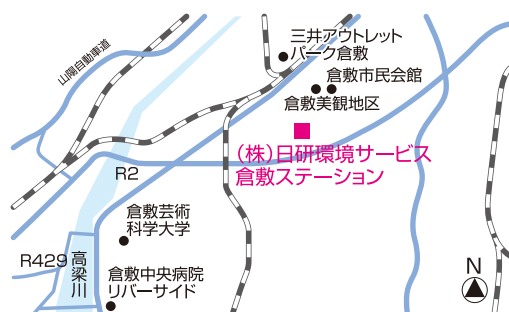 三井アウトレット
パーク倉敷
山陽自動車道
倉敷市民会館
倉敷美観地区
（株）日研環境サービス
倉敷ステーション
R2
倉敷芸術
科学大学
R429
高梁川
倉敷中央病院
リバーサイド
N